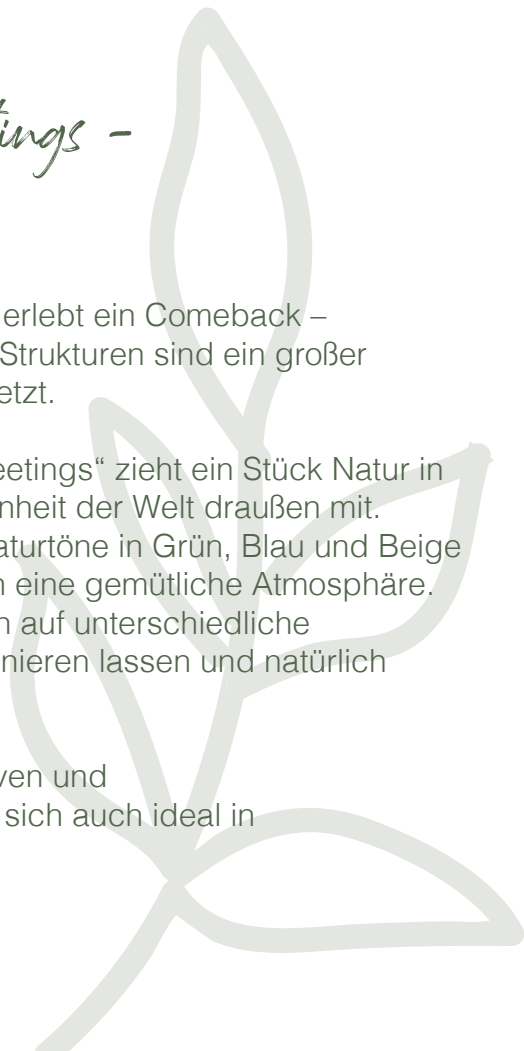 tings -
erlebt ein Comeback –
Strukturen sind ein großer
etzt.
eetings“ zieht ein Stück Natur in
nheit der Welt draußen mit.
aturtöne in Grün, Blau und Beige
n eine gemütliche Atmosphäre.
n auf unterschiedliche
nieren lassen und natürlich
ven und
sich auch ideal in